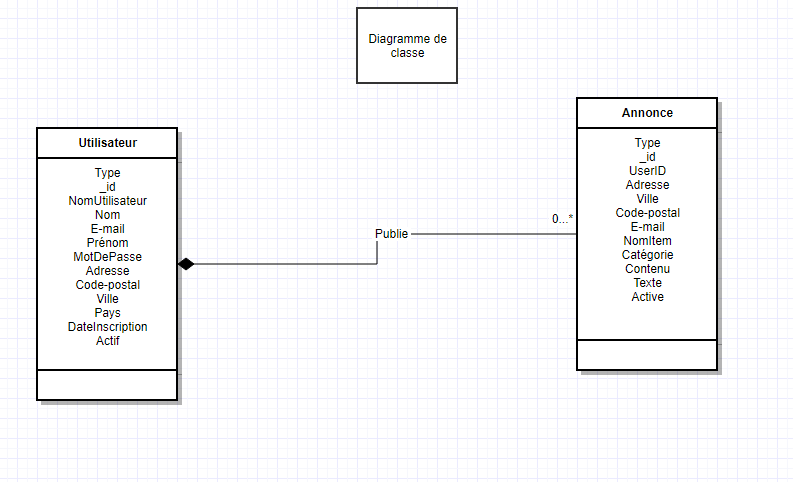 Diagramme de
classe
Utilisateur
Type
_id
NomUtilisateur
Nom
E-mail
Prénom
MotDePasse
Adresse
Code-postal
Ville
Pays
DateInscription
Actif
Publie
0...*
Annonce
Type
_id
UserID
Adresse
Ville
Code-postal
E-mail
NomItem
Catégorie
Contenu
Texte
Active